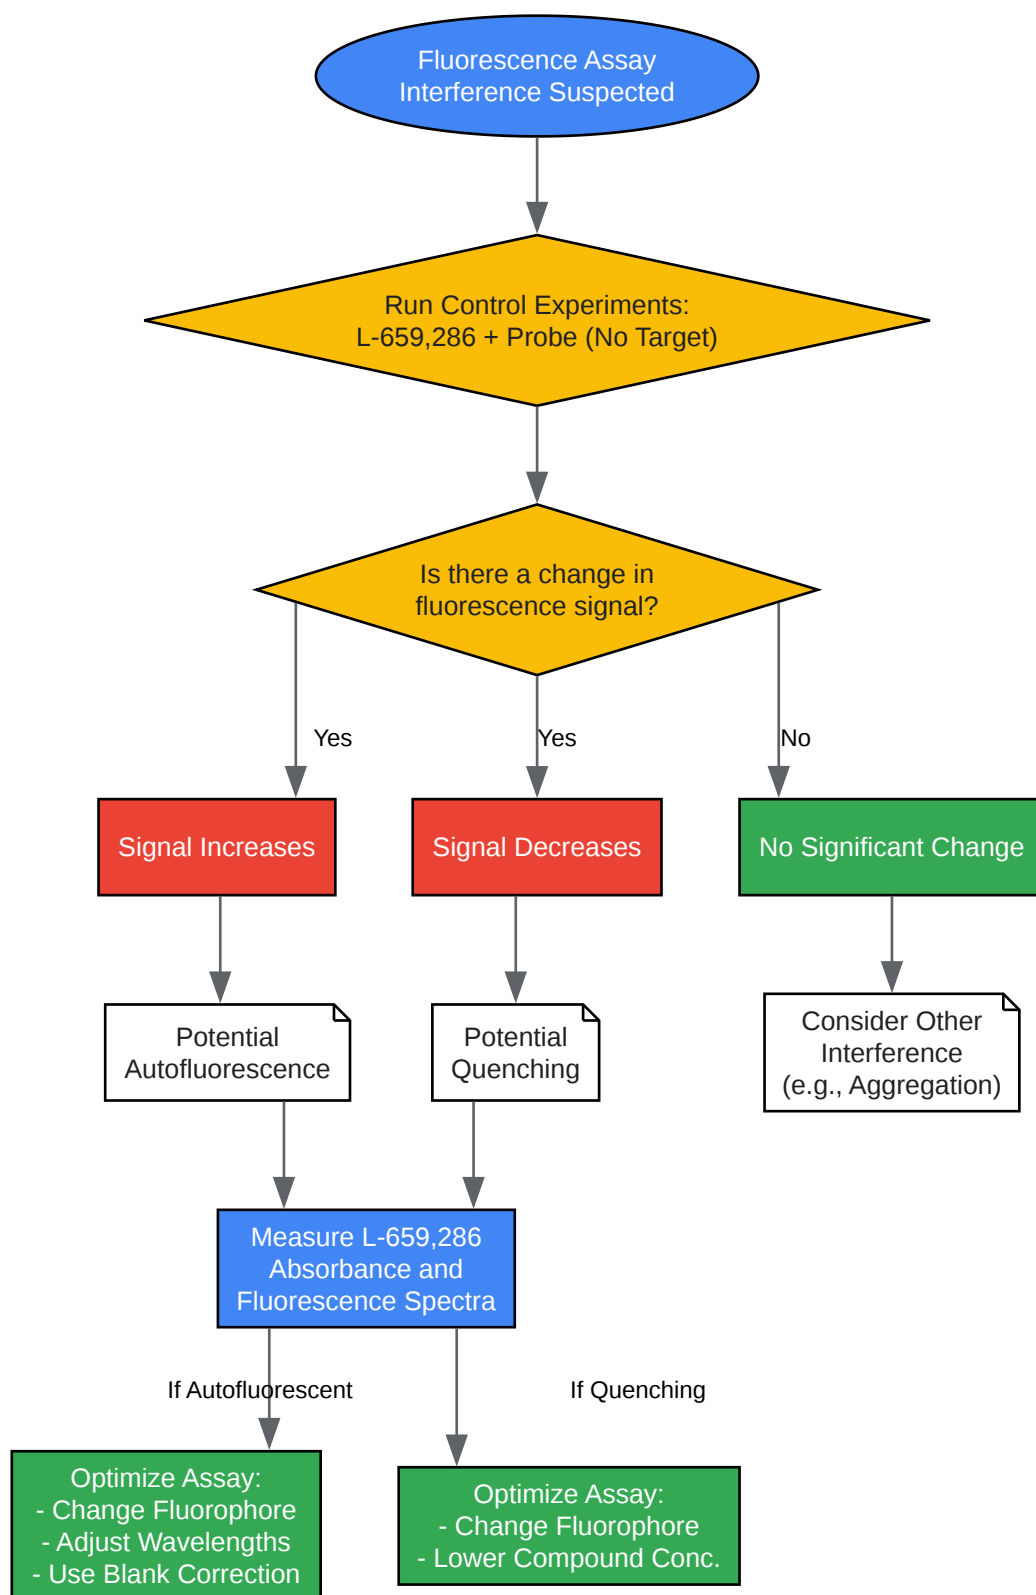 Fluorescence Assay
Interference Suspected
Run Control Experiments:
L-659,286 + Probe (No Target)
Is there a change in
fluorescence signal?
Yes
Yes
No
Signal Increases
Signal Decreases
No Significant Change
Potential
Autofluorescence
Potential
Quenching
Consider Other
Interference
(e.g., Aggregation)
Measure L-659,286
Absorbance and
Fluorescence Spectra
If Autofluorescent
If Quenching
Optimize Assay:
- Change Fluorophore
- Adjust Wavelengths
- Use Blank Correction
Optimize Assay:
- Change Fluorophore
- Lower Compound Conc.